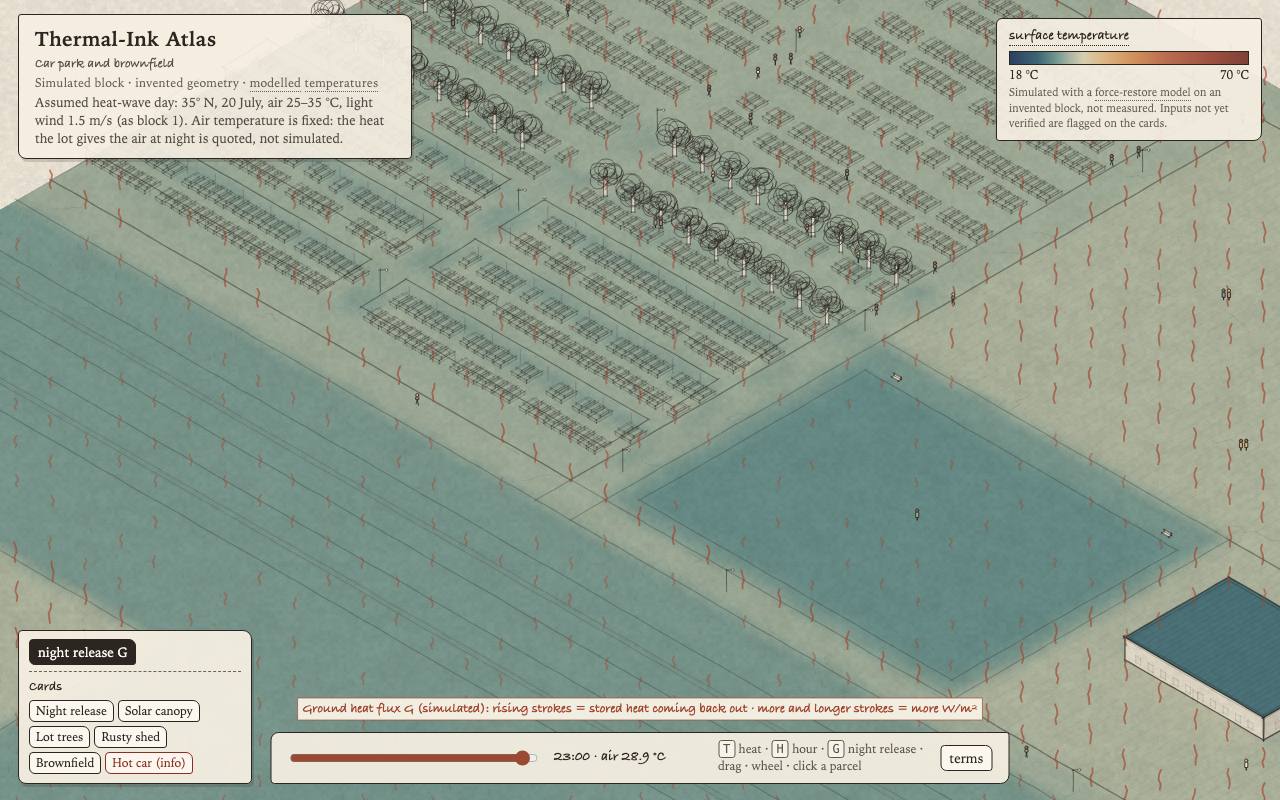 Thermal-Ink Atlas
Car park and brownfield
Simulated block · invented geometry · modelled temperatures
Assumed heat-wave day: 35° N, 20 July, air 25–35 °C, light
wind 1.5 m/s (as block 1). Air temperature is fixed: the heat
the lot gives the air at night is quoted, not simulated.
surface temperature
18 °C 70 °C
Simulated with a force-restore model on an
invented block, not measured. Inputs not yet
verified are flagged on the cards.
night release G
Cards
Night release Solar canopy
Lot trees Rusty shed
Brownfield Hot car (info)
Ground heat flux G (simulated): rising strokes = stored heat coming back out · more and longer strokes = more W/m²
23:00 · air 28.9 °C
T heat · H hour · G night release ·
drag · wheel · click a parcel
terms